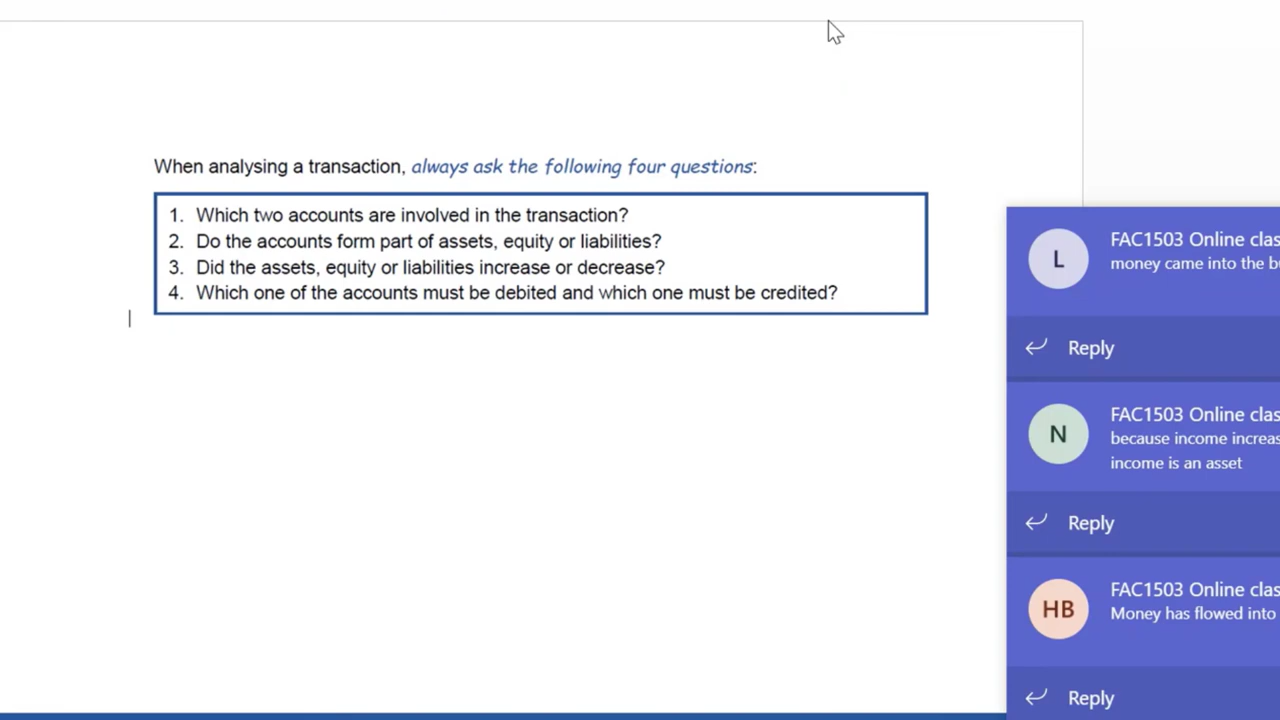 When analysing a transaction, always ask the following four questions:
1. Which two accounts are involved in the transaction?
2. Do the accounts form part of assets, equity or liabilities?
3. Did the assets, equity or liabilities increase or decrease?
4. Which one of the accounts must be debited and which one must be credited?
L
FAC1503 Online clas
money came into the b
Reply
N
FAC1503 Online clas
because income increas
income is an asset
Reply
HB
FAC1503 Online clas
Money has flowed into
Reply